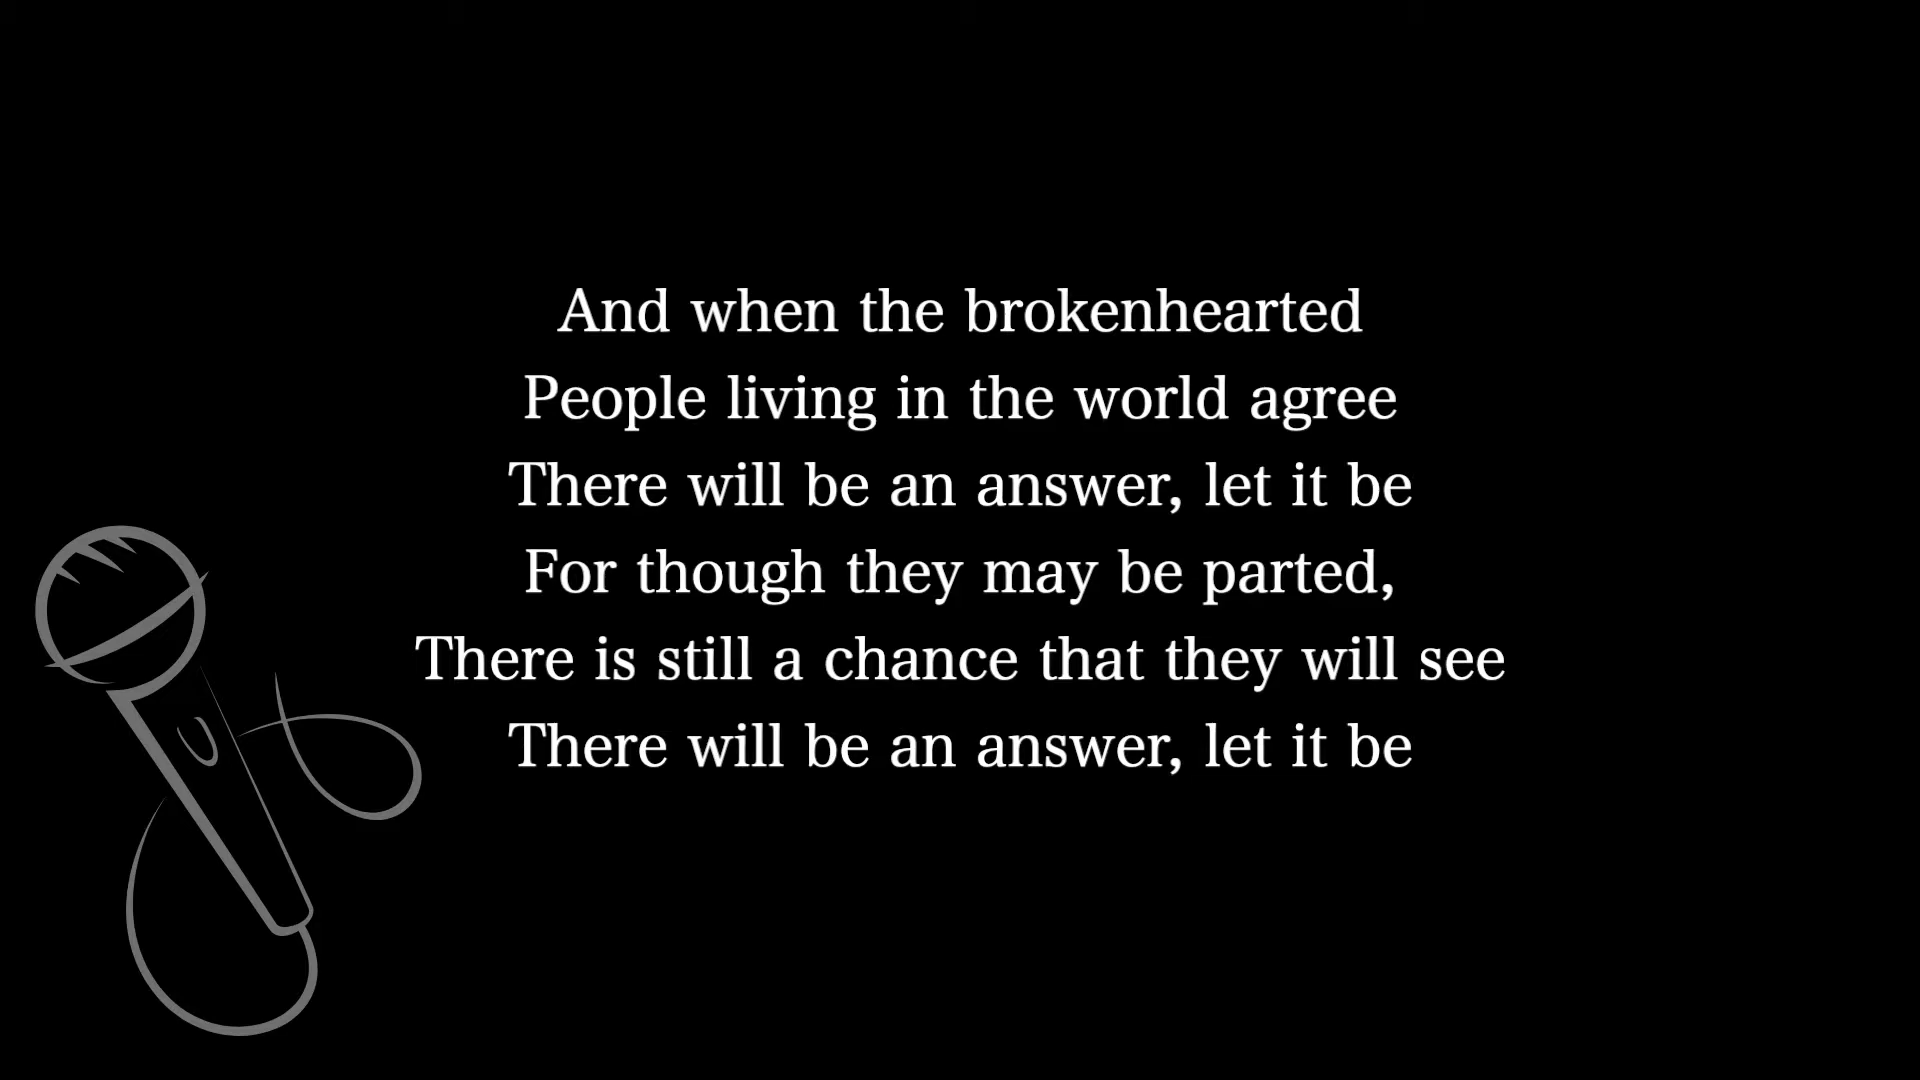 And when the brokenhearted
People living in the world agree
There will be an answer, let it be
For though they may be parted,
There is still a chance that they will see
There will be an answer, let it be